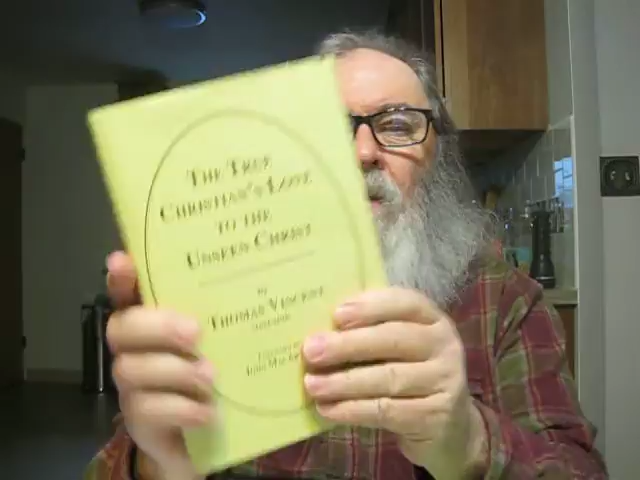 THE TRUE
CHRISTIAN'S LOVE
TO THE
UNSEEN CHRIST
by
THOMAS VINCENT